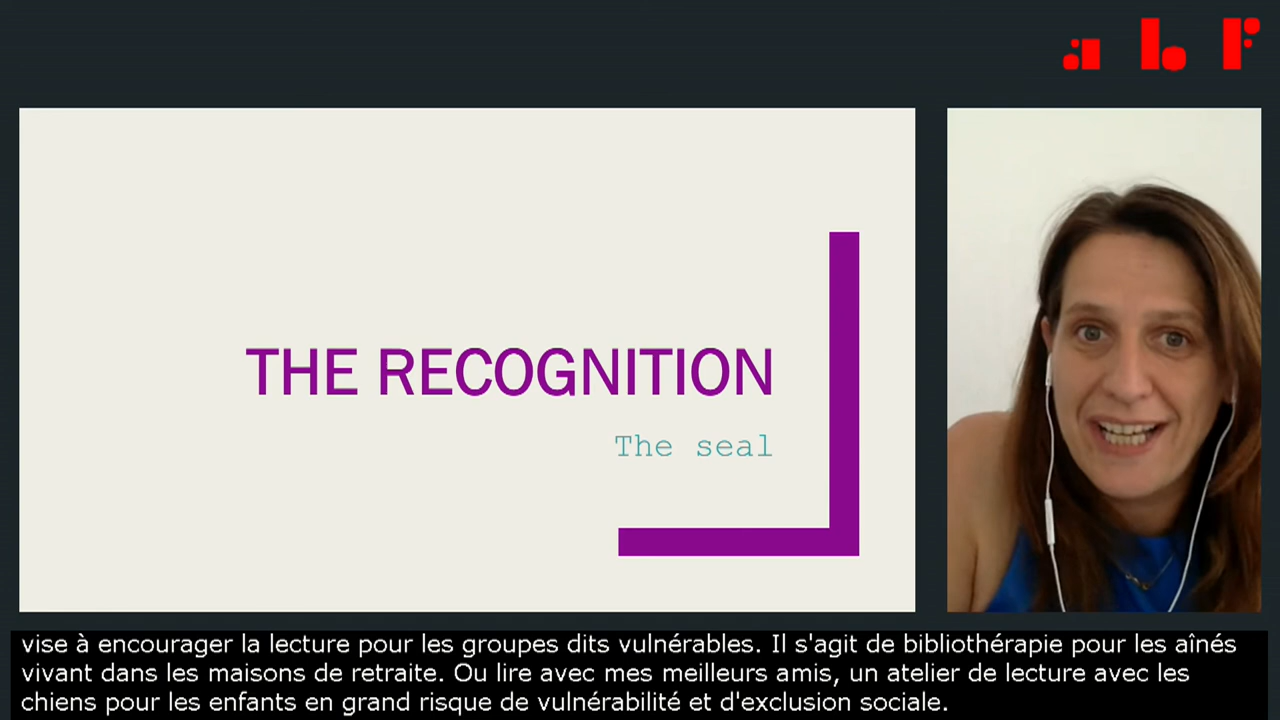 abf
THE RECOGNITION
The seal
vise à encourager la lecture pour les groupes dits vulnérables. Il s'agit de bibliothérapie pour les aînés
vivant dans les maisons de retraite. Ou lire avec mes meilleurs amis, un atelier de lecture avec les
chiens pour les enfants en grand risque de vulnérabilité et d'exclusion sociale.